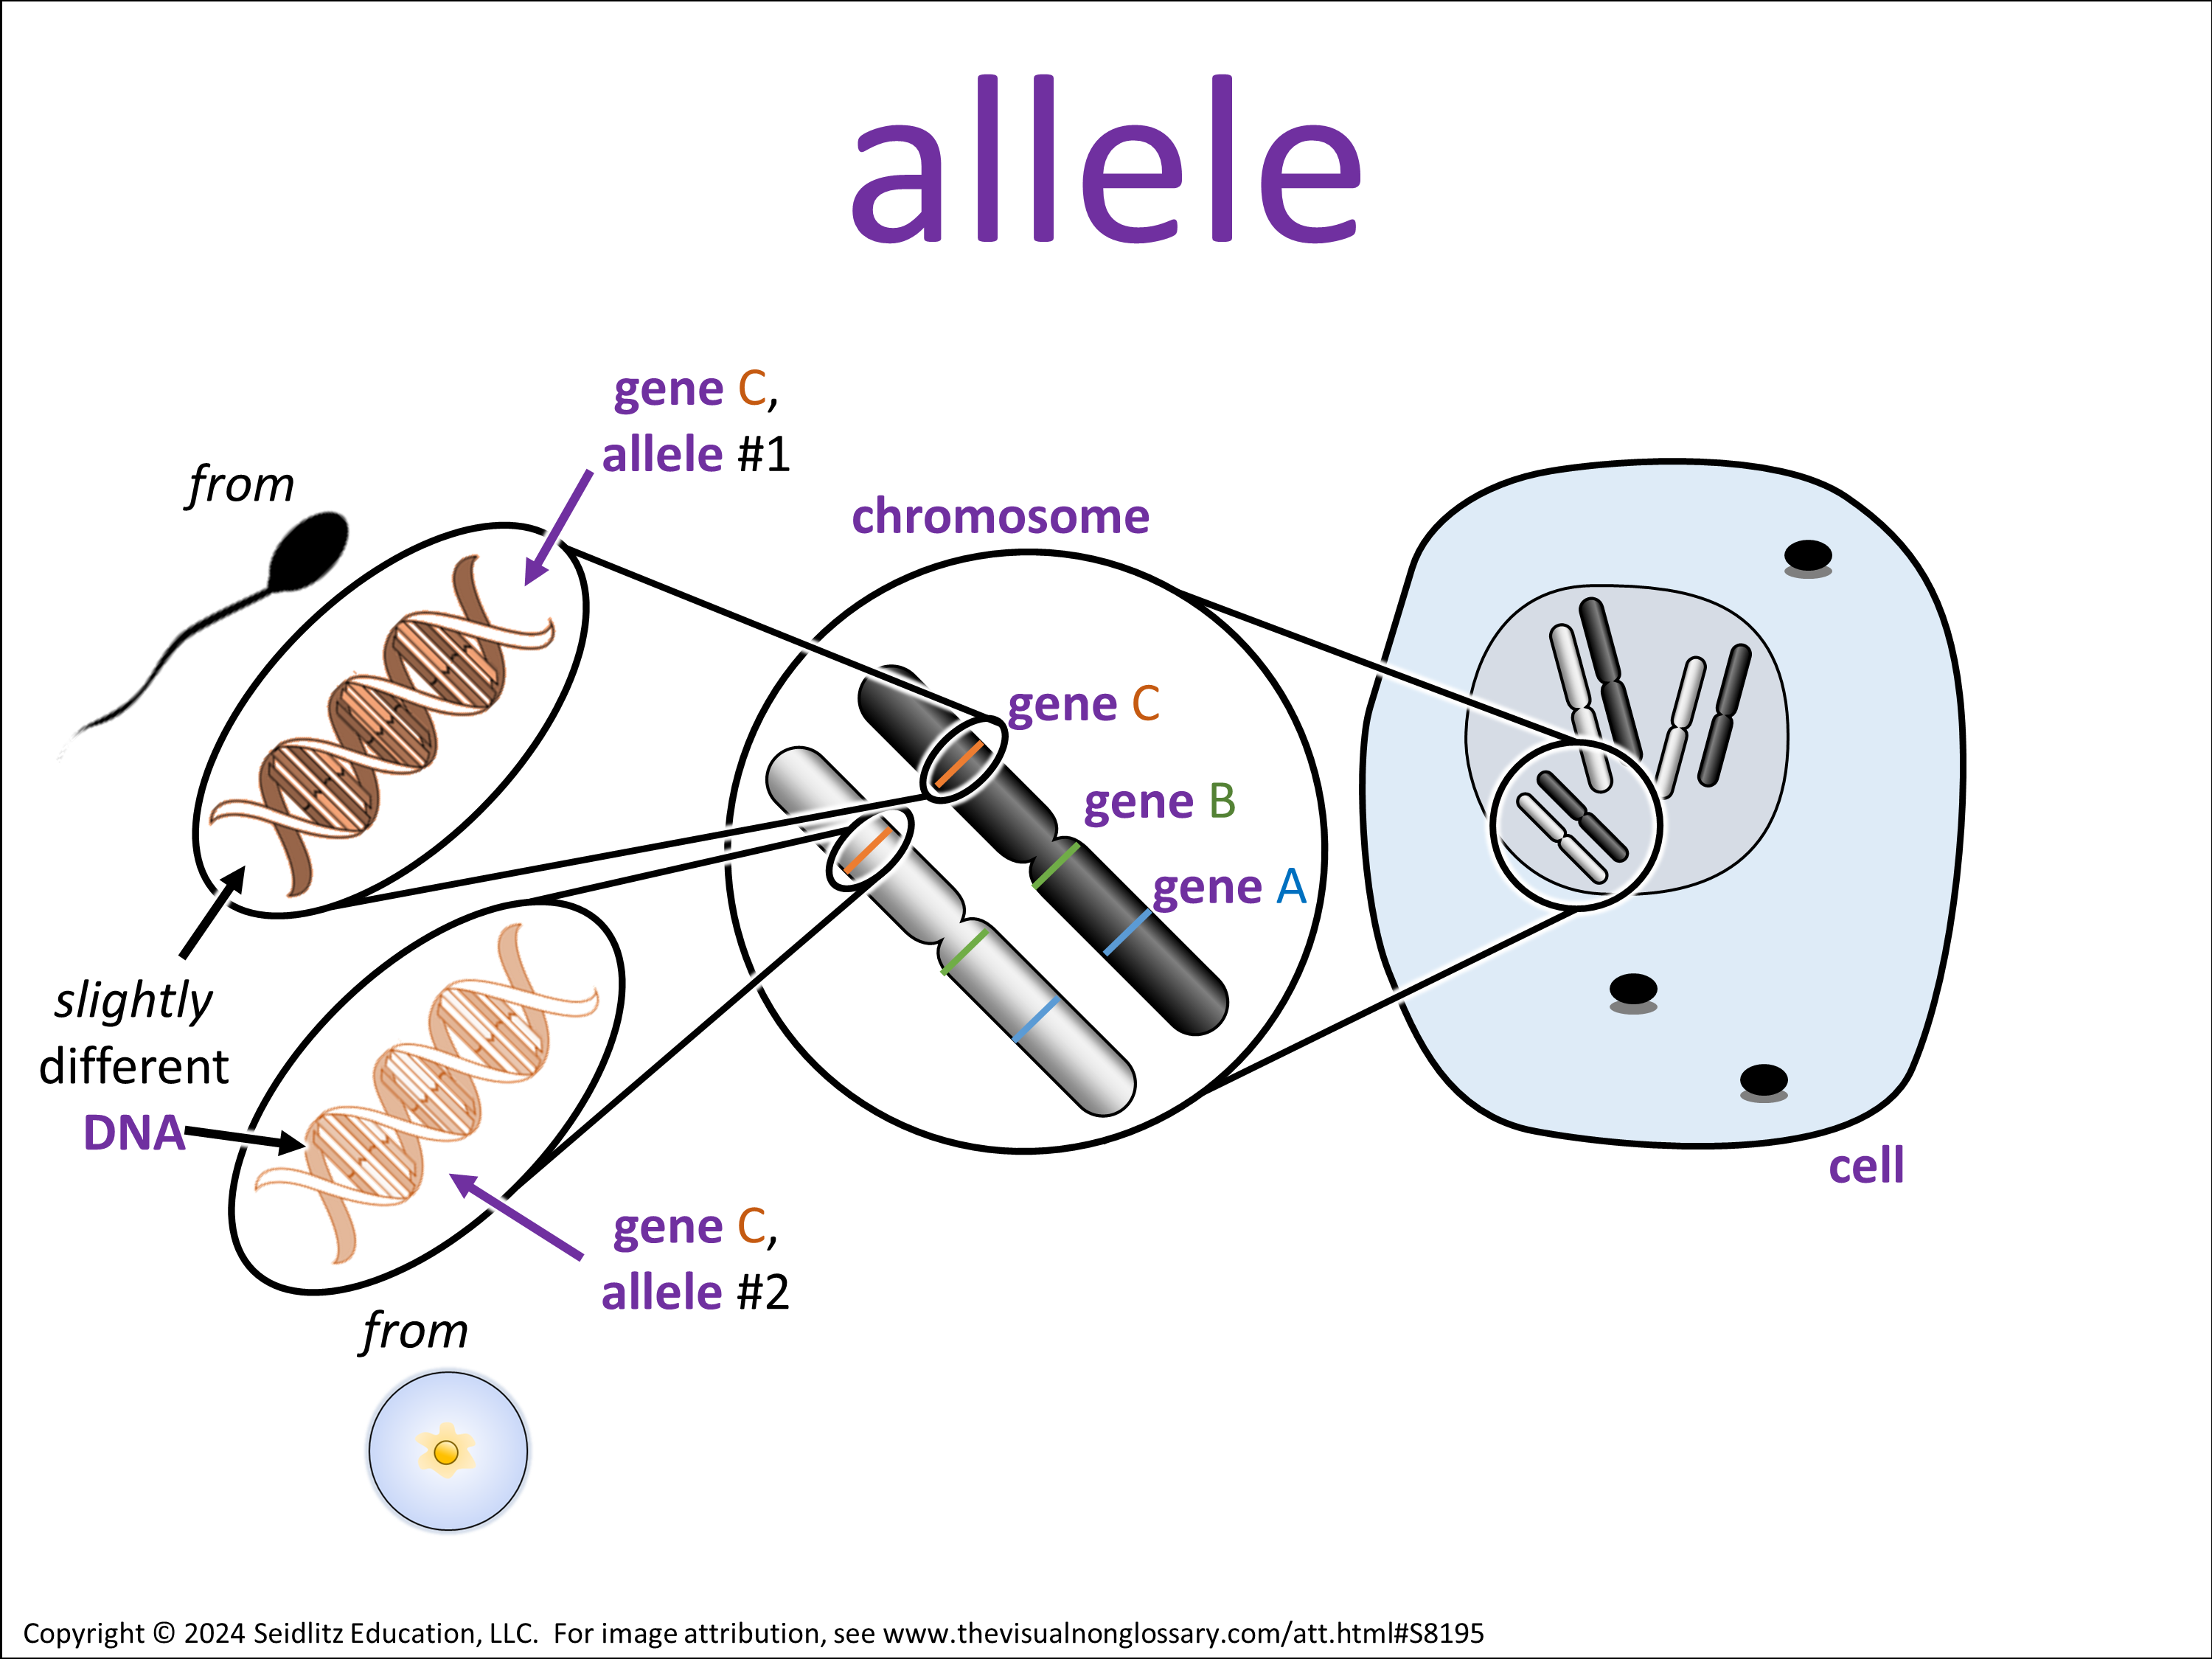 allele
gene C,
allele #1
from
chromosome
gene C
gene B
gene A
slightly
different
DNA
cell
gene C,
allele #2
from
Copyright © 2024 Seidlitz Education, LLC.  For image attribution, see www.thevisualnonglossary.com/att.html#S8195